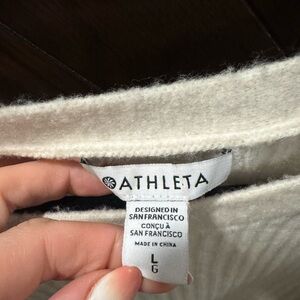 ATHLETA
DESIGNED IN
SAN FRANCISCO
CONÇU À
SAN FRANCISCO
MADE IN CHINA
L
G